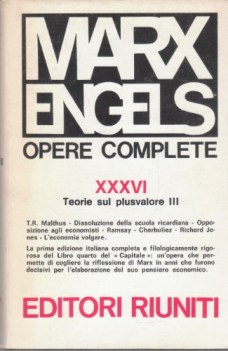 MARX
ENGELS
OPERE COMPLETE
XXXVI
Teorie sul plusvalore III
T.R. Malthus - Dissoluzione della scuola ricardiana - Oppo-
sizione agli economisti - Ramsay - Cherbuliez - Richard Jo-
nes - L'economia volgare.
La prima edizione italiana completa e filologicamente rigo-
rosa del Libro quarto del « Capitale »: un'opera che per-
mette di cogliere la riflessione di Marx in anni che furono
decisivi per l'elaborazione del suo pensiero economico.
EDITORI RIUNITI